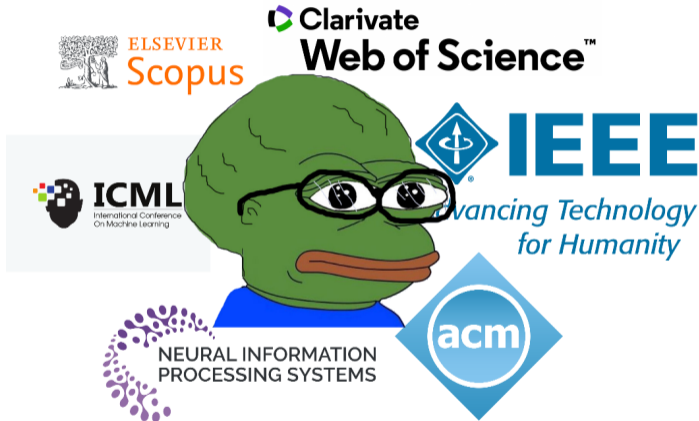 Clarivate
Web of Science™
ELSEVIER
Scopus
IEEE
®
ICML
International Conference
On Machine Learning
vancing Technology
for Humanity
acm
NEURAL INFORMATION
PROCESSING SYSTEMS